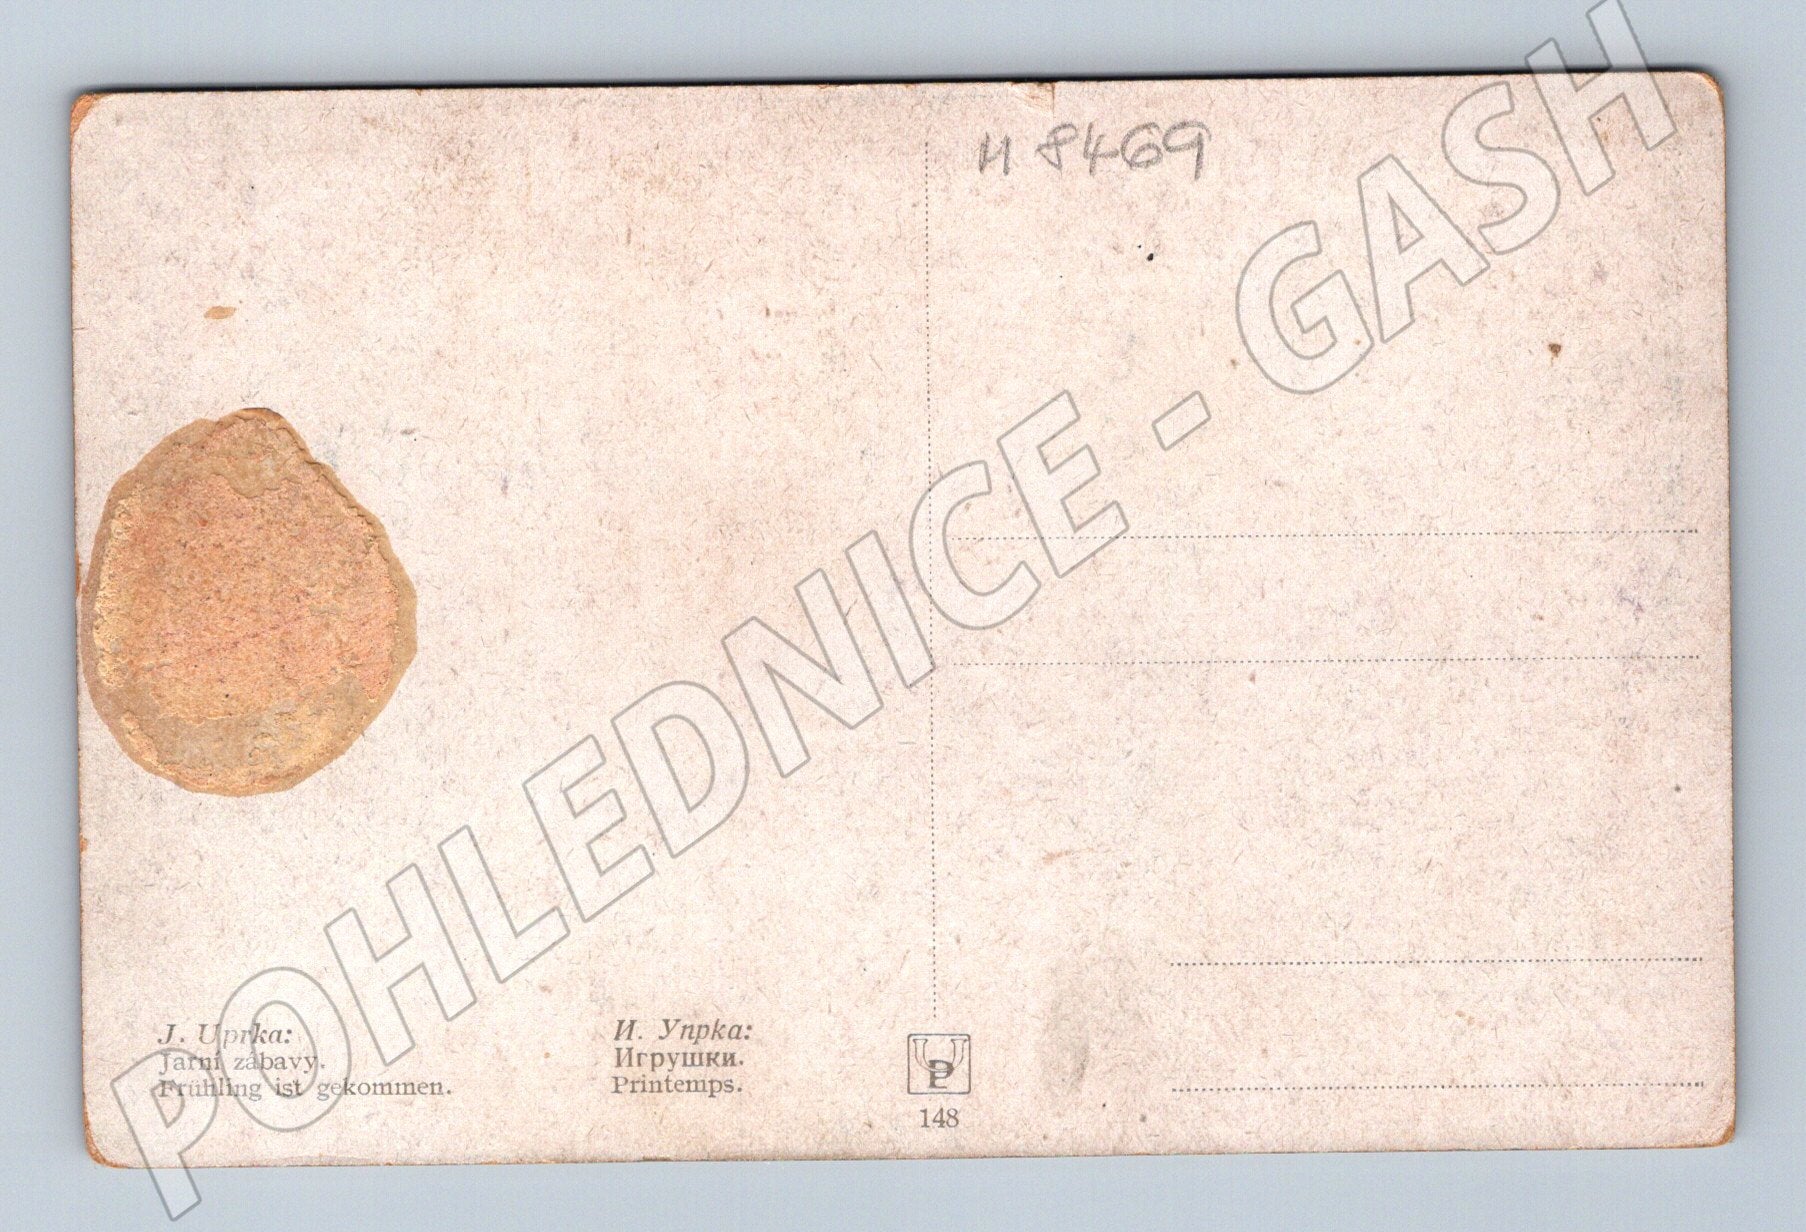 И 8469
POHLEDNICE - GASH
J. Uprka:
Jarní zábavy.
Frühling ist gekommen.
И. Упрка:
Игрушки.
Printemps.
148